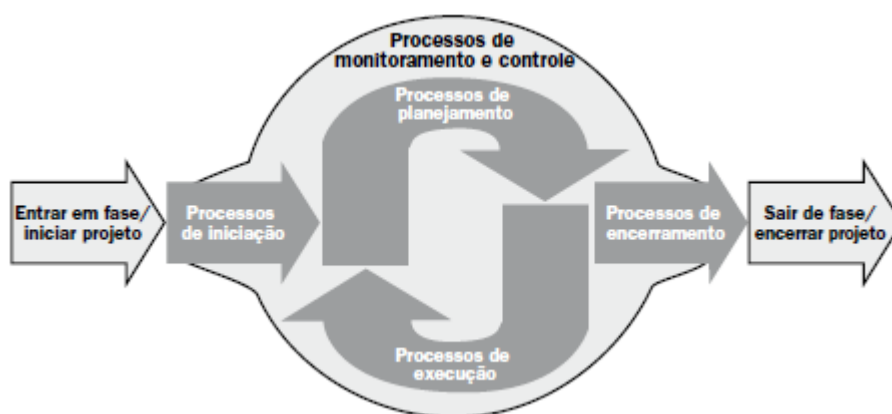 Processos de
monitoramento e controle
Processos de
planejamento
Entrar em fase/
iniciar projeto
Processos
de iniciação
Processos de
encerramento
Sair de fase/
encerrar projeto
Processos de
execução